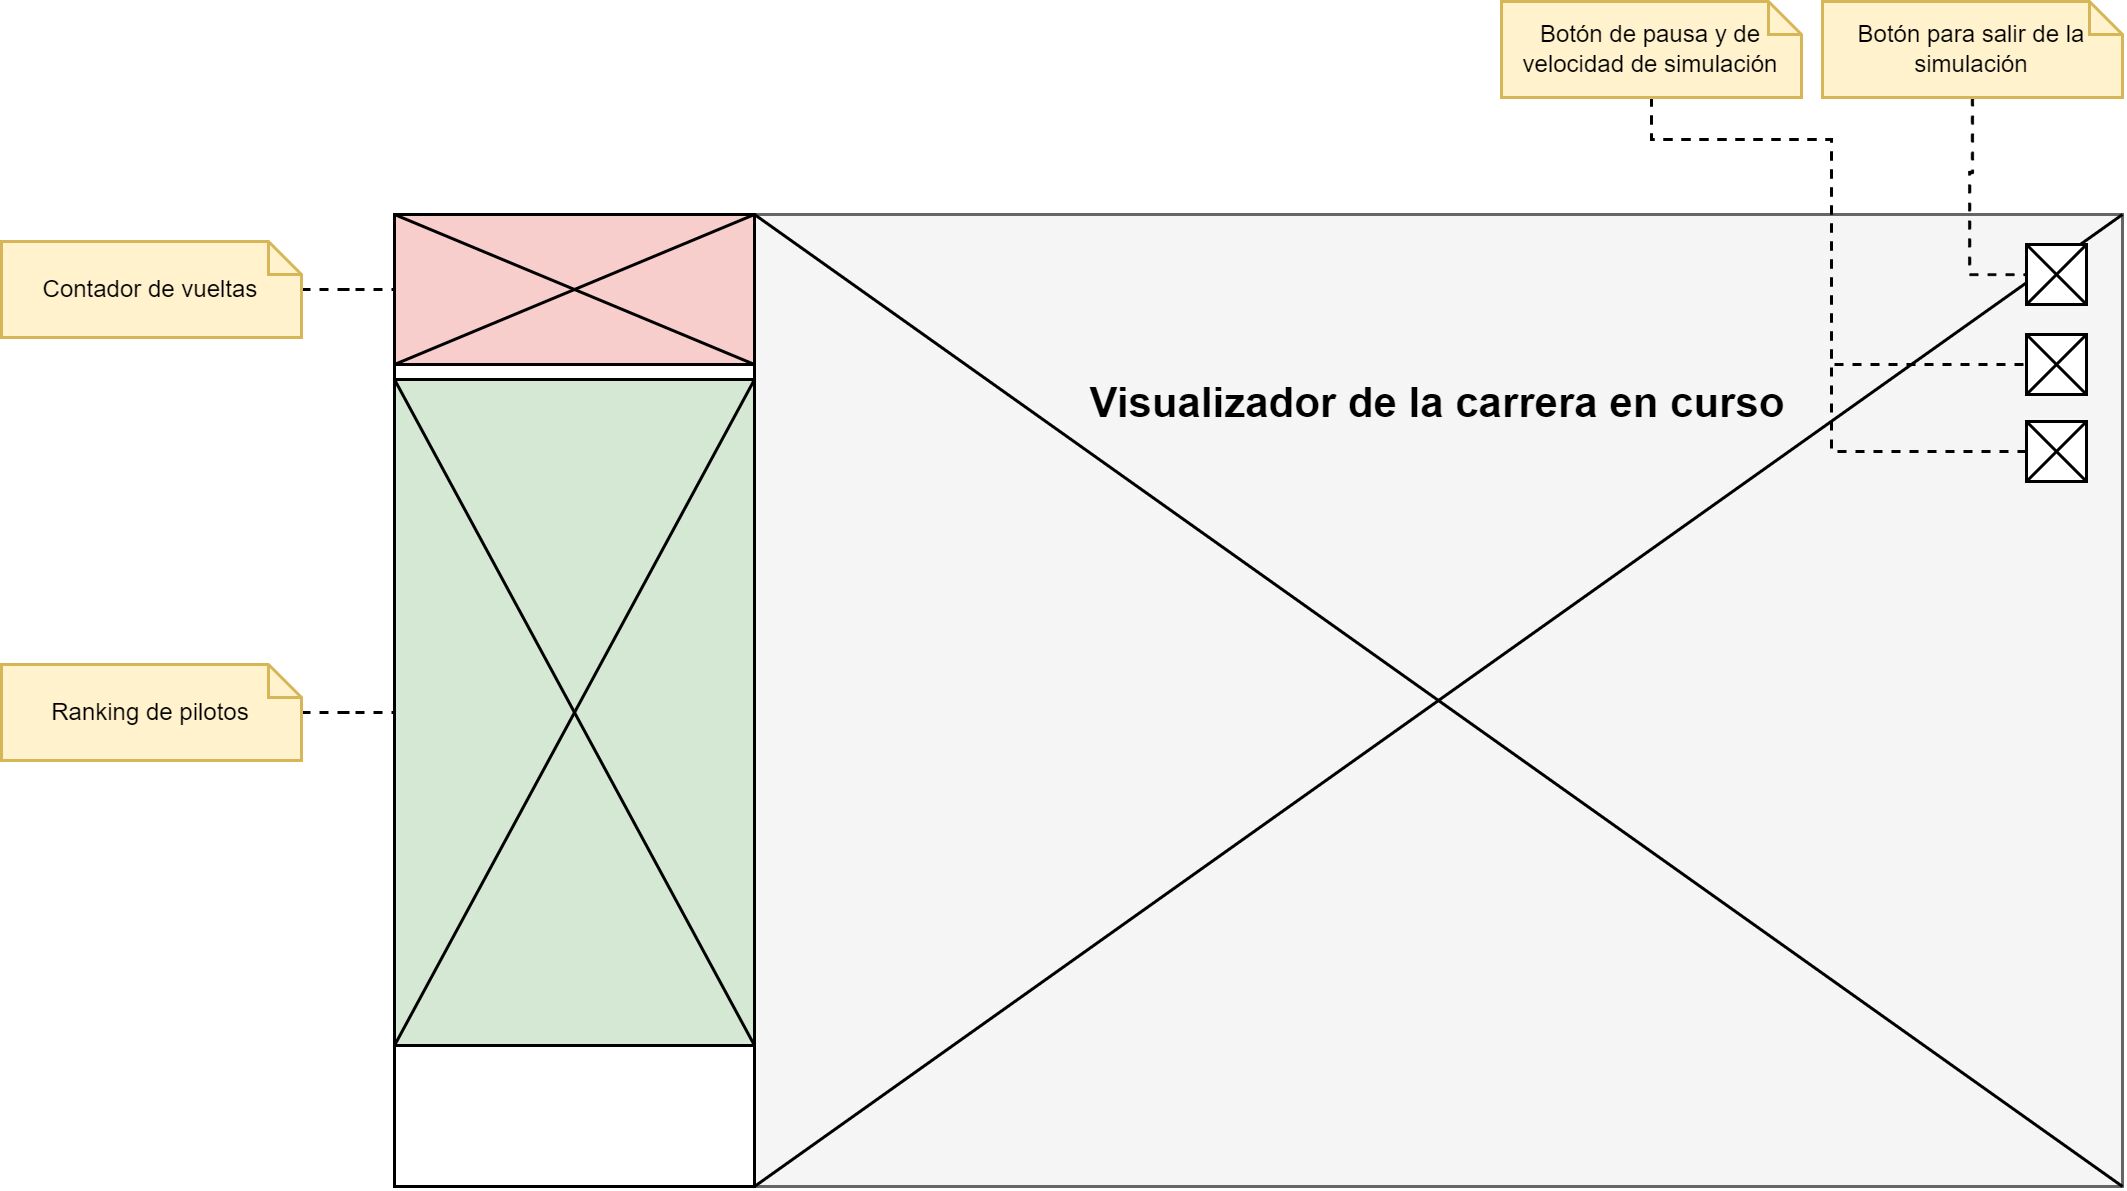 Botón de pausa y de
velocidad de simulación
Botón para salir de la
simulación
Contador de vueltas
Visualizador de la carrera en curso
Ranking de pilotos